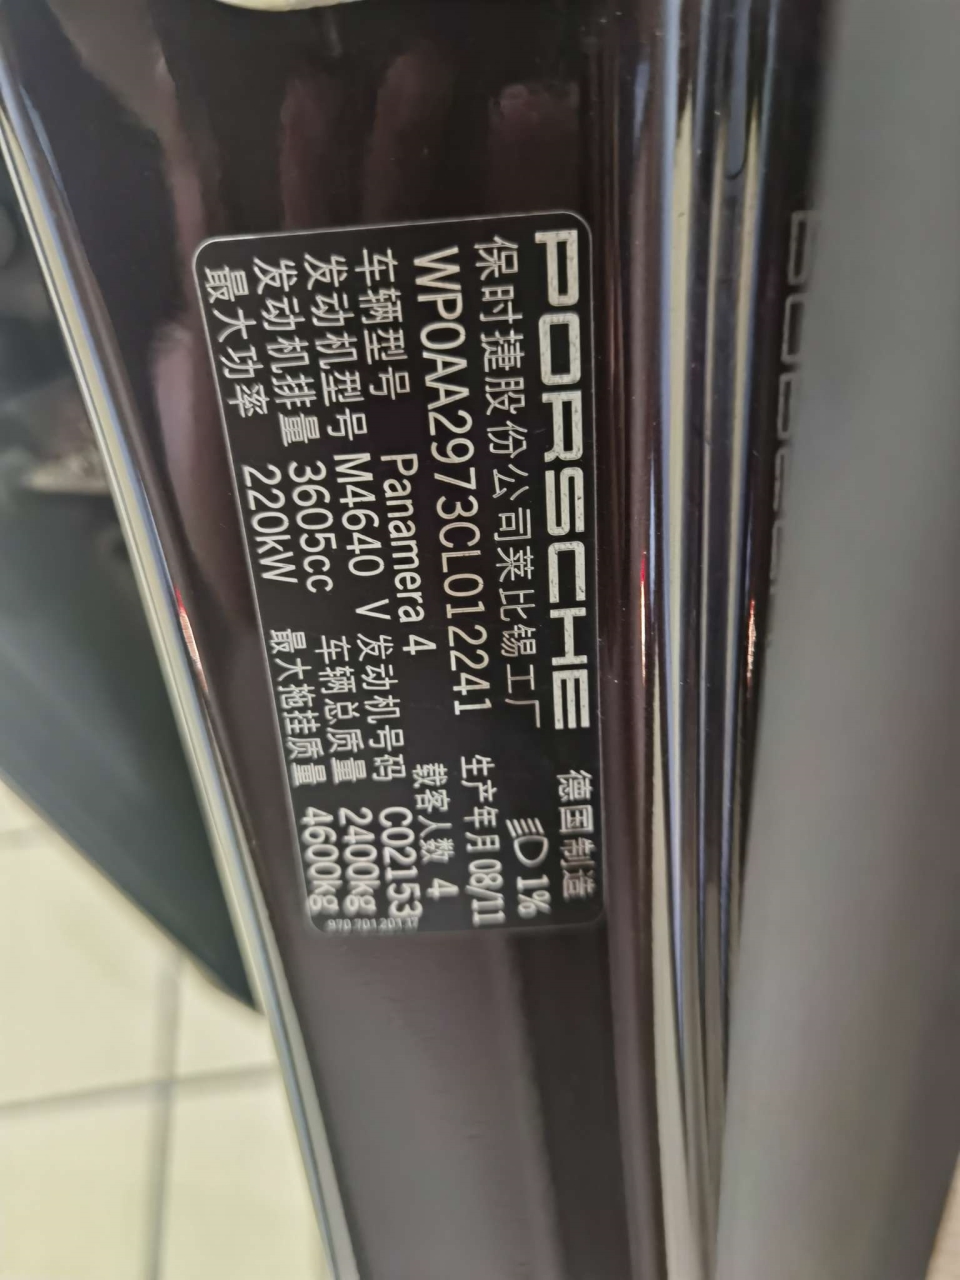 PORSCHE 德国制造
保时捷股份公司莱比锡工厂 1%
WP0AA2973CL012241 生产年月 08/11
车辆型号 Panamera 4 载客人数 4
发动机型号 M4640 V 发动机号码 C02153
发动机排量 3605cc 车辆总质量 2400kg
最大功率 220kW 最大拖挂质量 4600kg